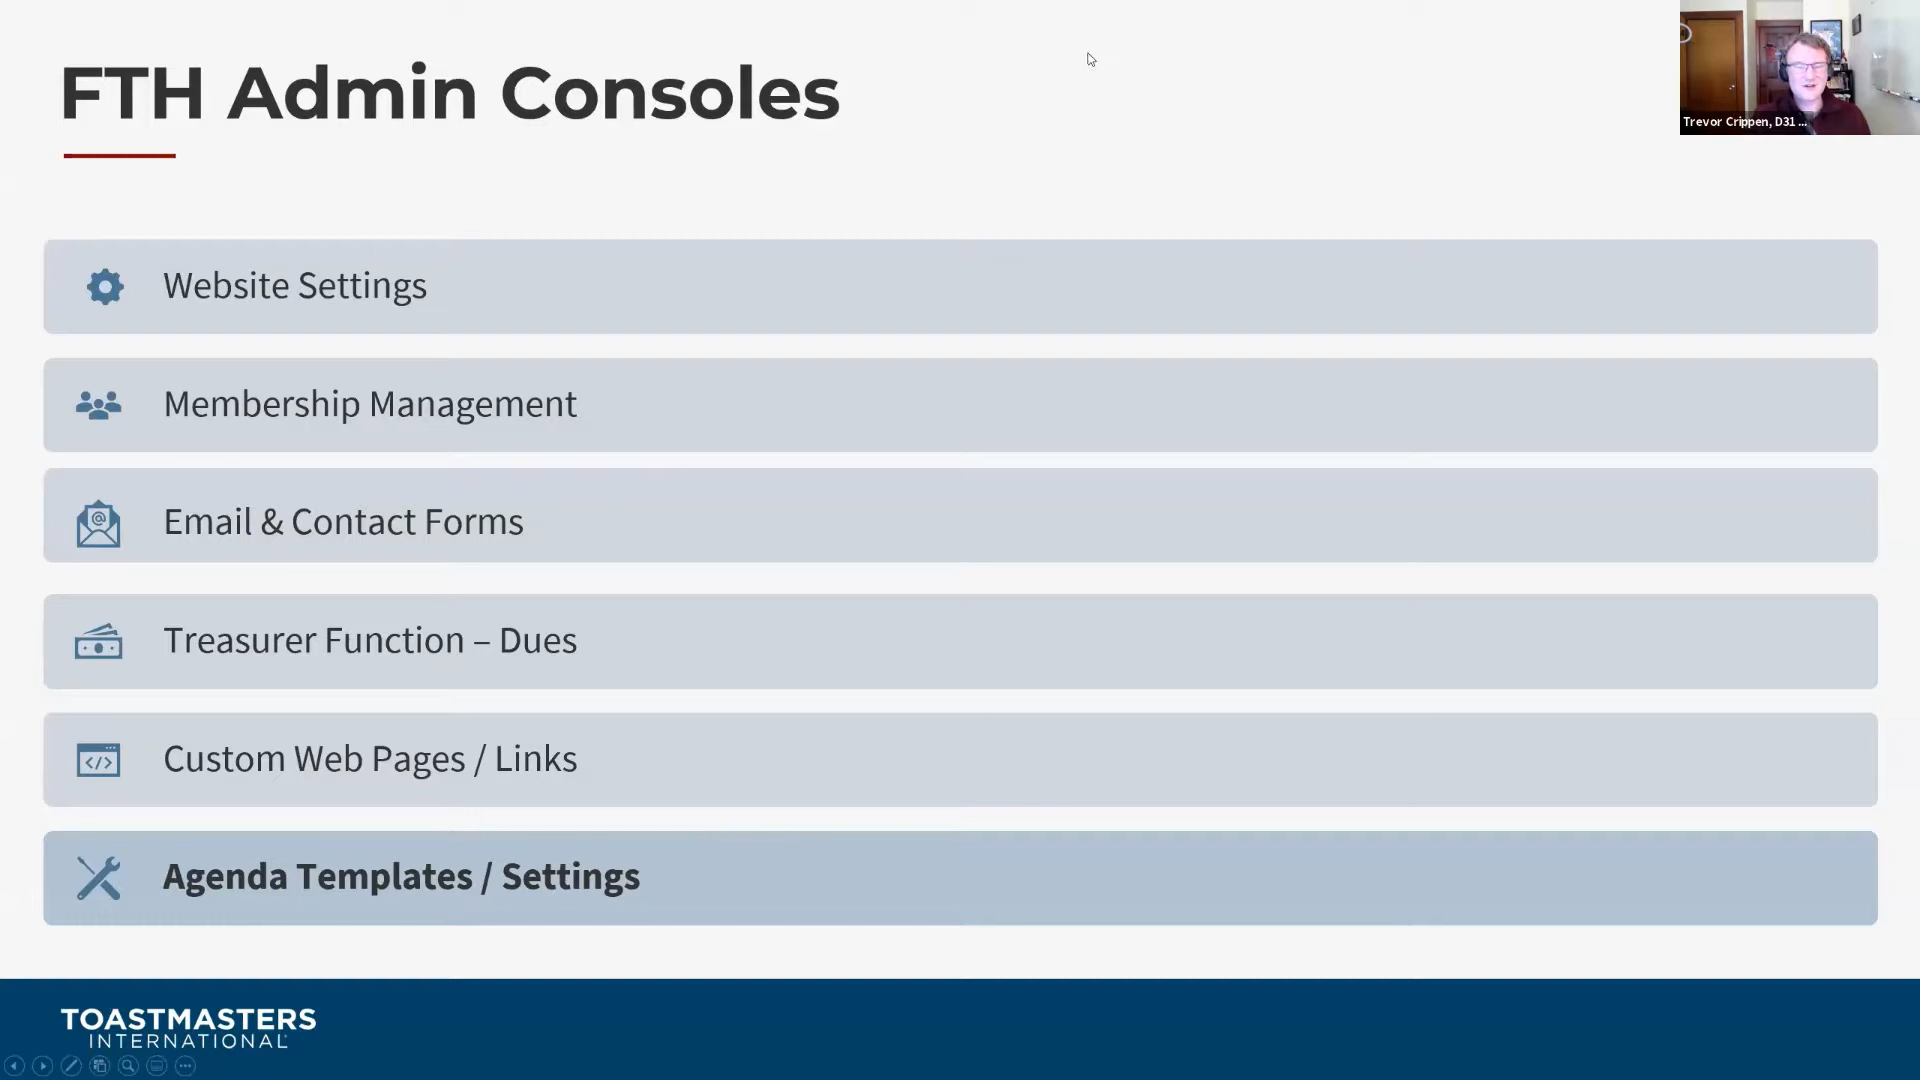 FTH Admin Consoles
Trevor Crippen, D31 ...
Website Settings
Membership Management
Email & Contact Forms
Treasurer Function – Dues
Custom Web Pages / Links
Agenda Templates / Settings
TOASTMASTERS
INTERNATIONAL